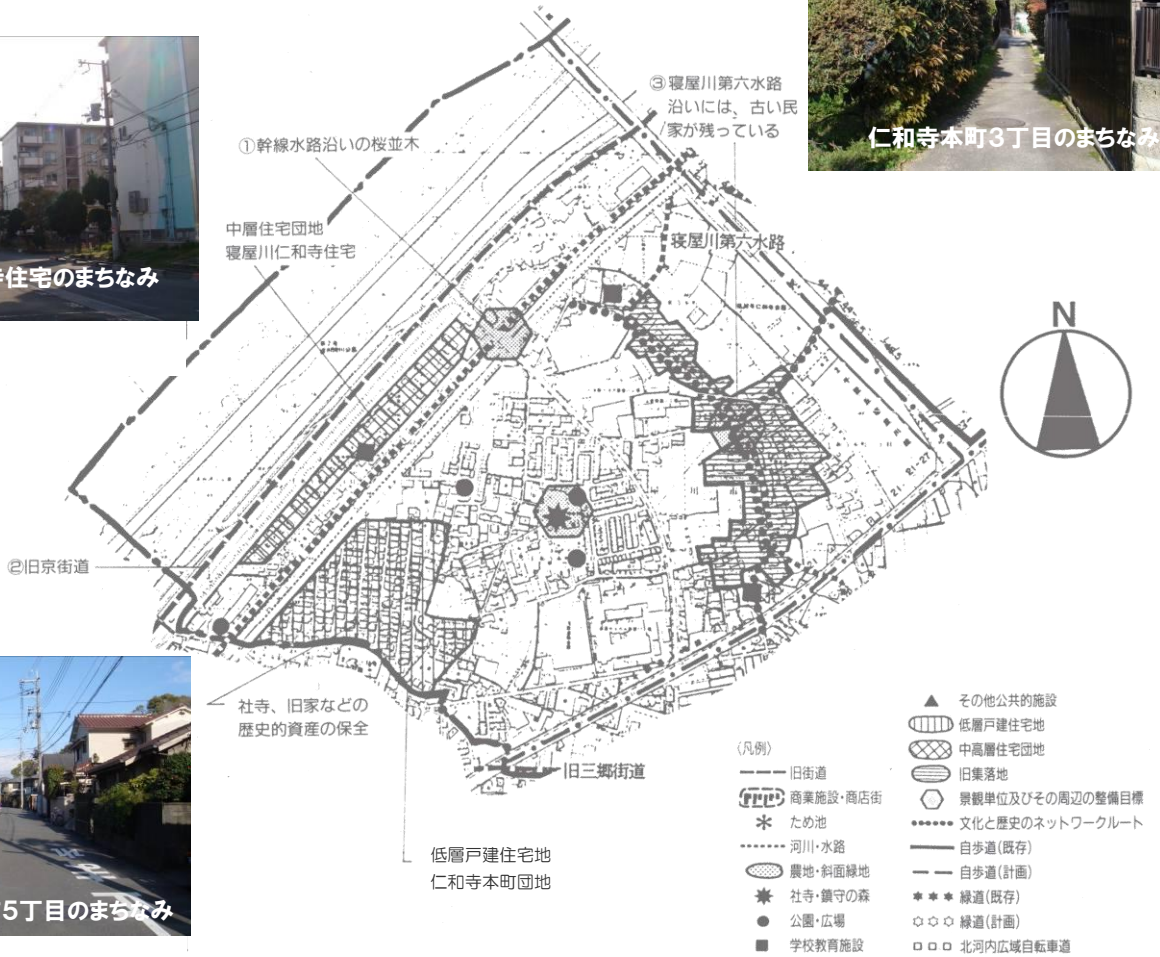 寺住宅のまちなみ
仁和寺本町3丁目のまちなみ
①幹線水路沿いの桜並木
③寝屋川第六水路
沿いには、古い民
家が残っている
中層住宅団地
寝屋川仁和寺住宅
寝屋川第六水路
N
②旧京街道
社寺、旧家などの
歴史的資産の保全
旧三郷街道
低層戸建住宅地
仁和寺本町団地
5丁目のまちなみ
〈凡例〉
旧街道
商業施設・商店街
ため池
河川・水路
農地・斜面緑地
社寺・鎮守の森
公園・広場
学校教育施設
その他公共的施設
低層戸建住宅地
中高層住宅団地
旧集落地
景観単位及びその周辺の整備目標
文化と歴史のネットワークルート
自歩道(既存)
自歩道(計画)
緑道(既存)
緑道(計画)
北河内広域自転車道